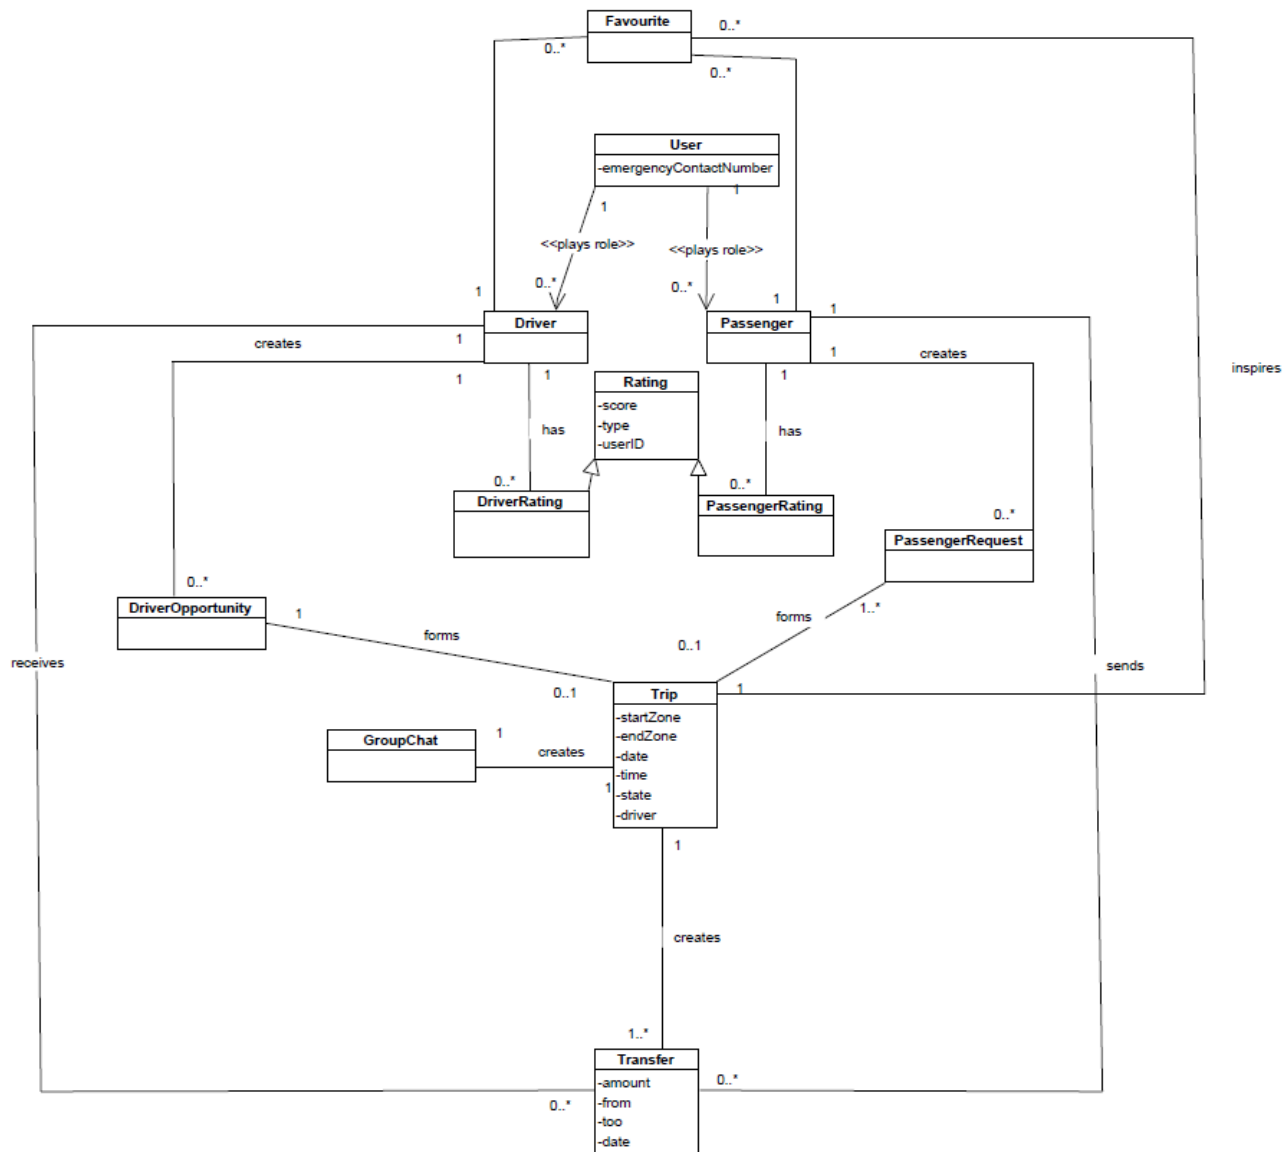 Favourite
0..*
0..*
0..*
User
-emergencyContactNumber
1
1
<<plays role>>
<<plays role>>
0..*
0..*
1
1
1
Driver
Passenger
1
creates
1
creates
1
1
1
inspires
Rating
-score
-type
-userID
has
has
0..*
0..*
DriverRating
PassengerRating
0..*
PassengerRequest
0..*
DriverOpportunity
1
1..*
forms
forms
0..1
receives
sends
0..1
Trip
1
-startZone
-endZone
-date
-time
-state
-driver
GroupChat
1
creates
1
1
creates
1..*
Transfer
-amount
-from
-too
-date
0..*
0..*